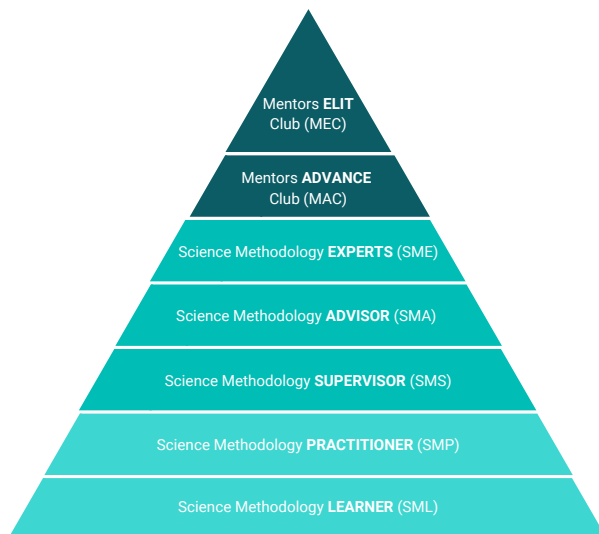 Mentors ELIT
Club (MEC)
Mentors ADVANCE
Club (MAC)
Science Methodology EXPERTS (SME)
Science Methodology ADVISOR (SMA)
Science Methodology SUPERVISOR (SMS)
Science Methodology PRACTITIONER (SMP)
Science Methodology LEARNER (SML)